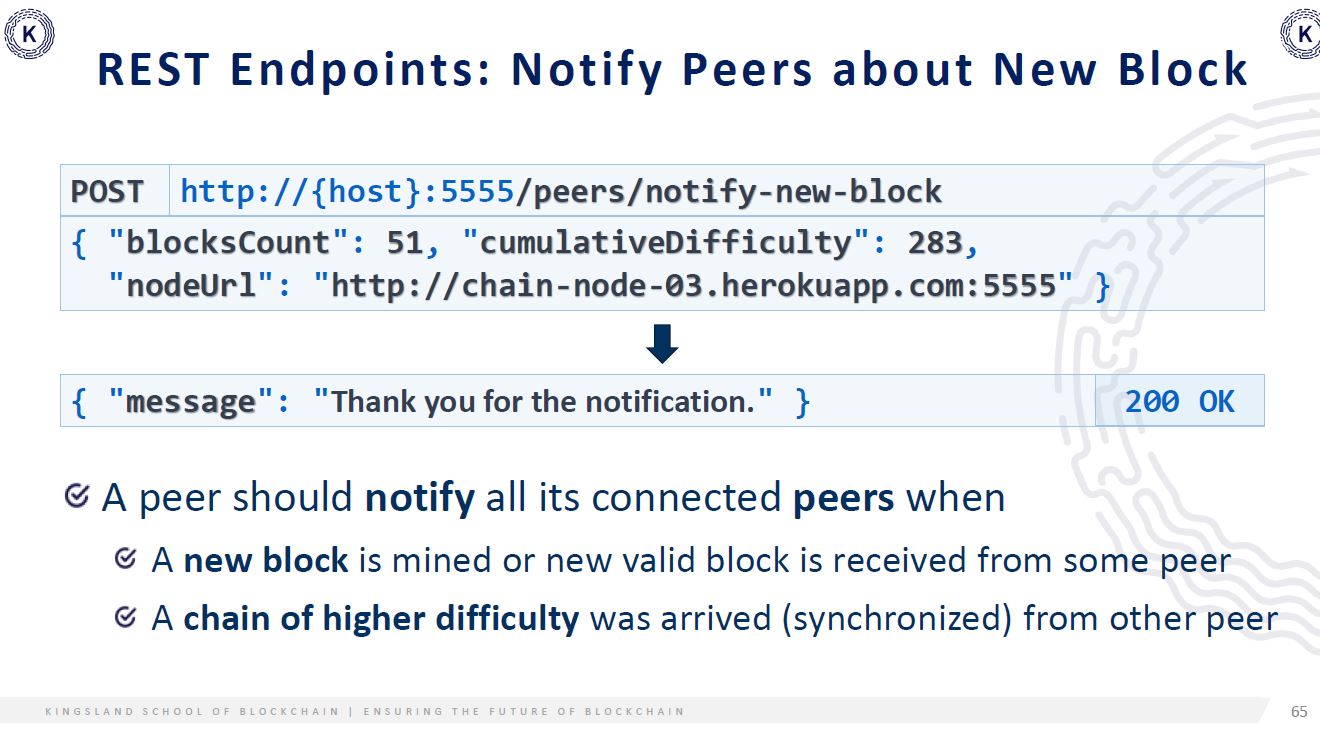 K
K
REST Endpoints: Notify Peers about New Block
POST http://{host}:5555/peers/notify-new-block
{ "blocksCount": 51, "cumulativeDifficulty": 283,
"nodeUrl": "http://chain-node-03.herokuapp.com:5555" }
{ "message": "Thank you for the notification." } 200 OK
A peer should notify all its connected peers when
A new block is mined or new valid block is received from some peer
A chain of higher difficulty was arrived (synchronized) from other peer
KINGSLAND SCHOOL OF BLOCKCHAIN | ENSURING THE FUTURE OF BLOCKCHAIN 65